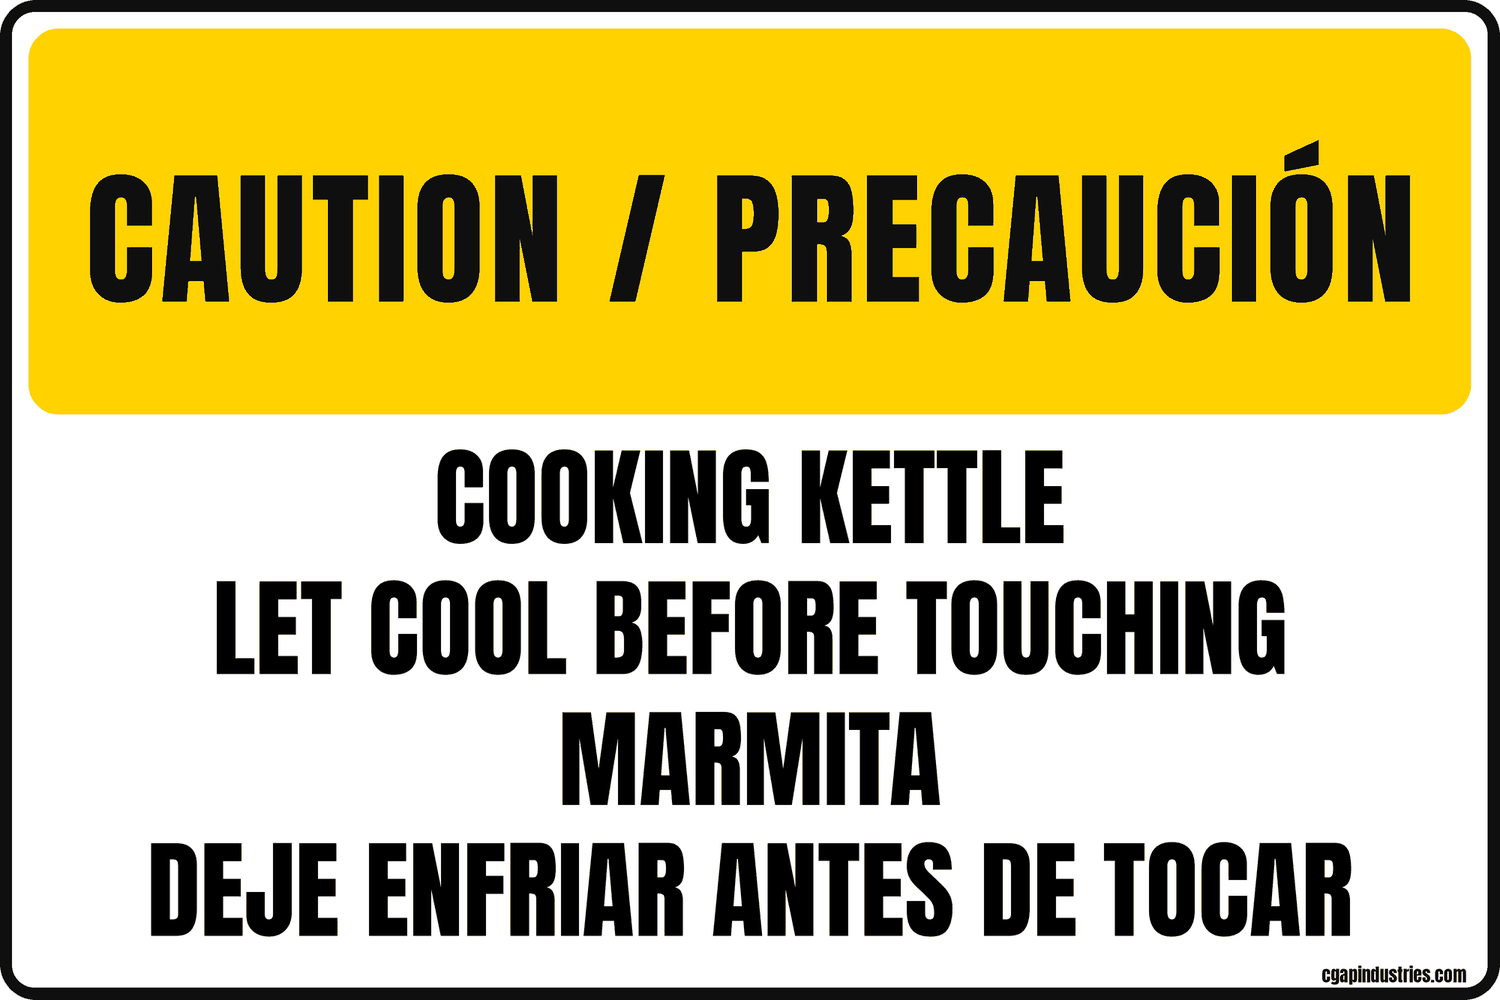 CAUTION / PRECAUCIÓN
COOKING KETTLE
LET COOL BEFORE TOUCHING
MARMITA
DEJE ENFRIAR ANTES DE TOCAR
cgapindustries.com